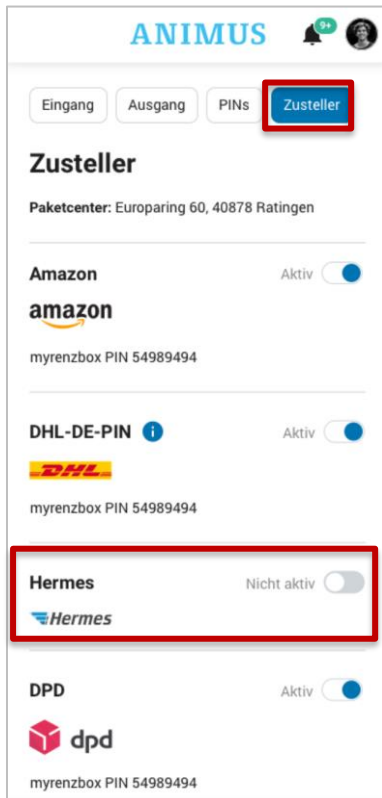 ANIMUS
9+
Eingang Ausgang PINs Zusteller
Zusteller
Paketcenter: Europaring 60, 40878 Ratingen
Amazon Aktiv
amazon
myrenzbox PIN 54989494
DHL-DE-PIN i Aktiv
DHL
myrenzbox PIN 54989494
Hermes Nicht aktiv
Hermes
DPD Aktiv
dpd
myrenzbox PIN 54989494